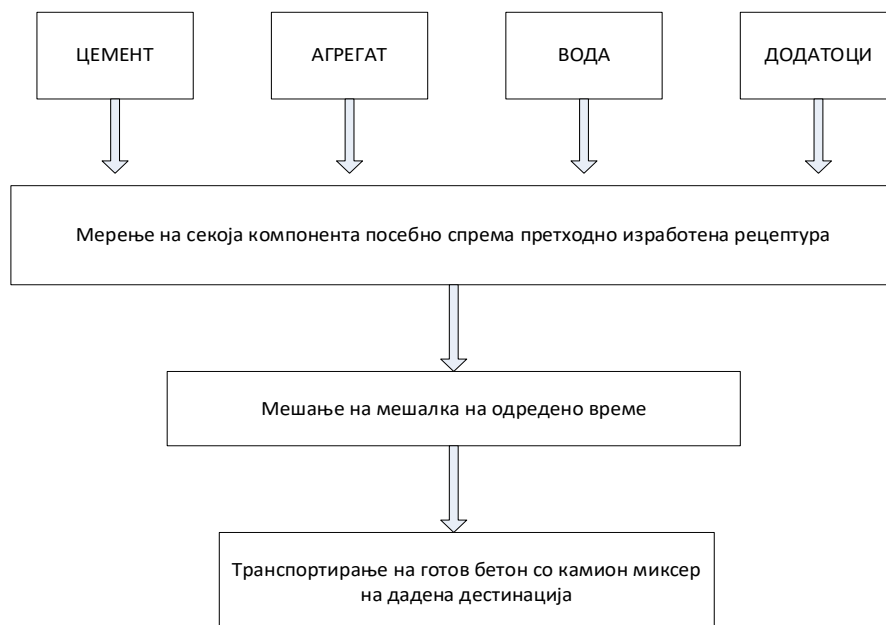 ЦЕМЕНТ
АГРЕГАТ
ВОДА
ДОДАТОЦИ
Мерење на секоја компонента посебно спрема претходно изработена рецептура
Мешање на мешалка на одредено време
Транспортирање на готов бетон со камион миксер
на дадена дестинација